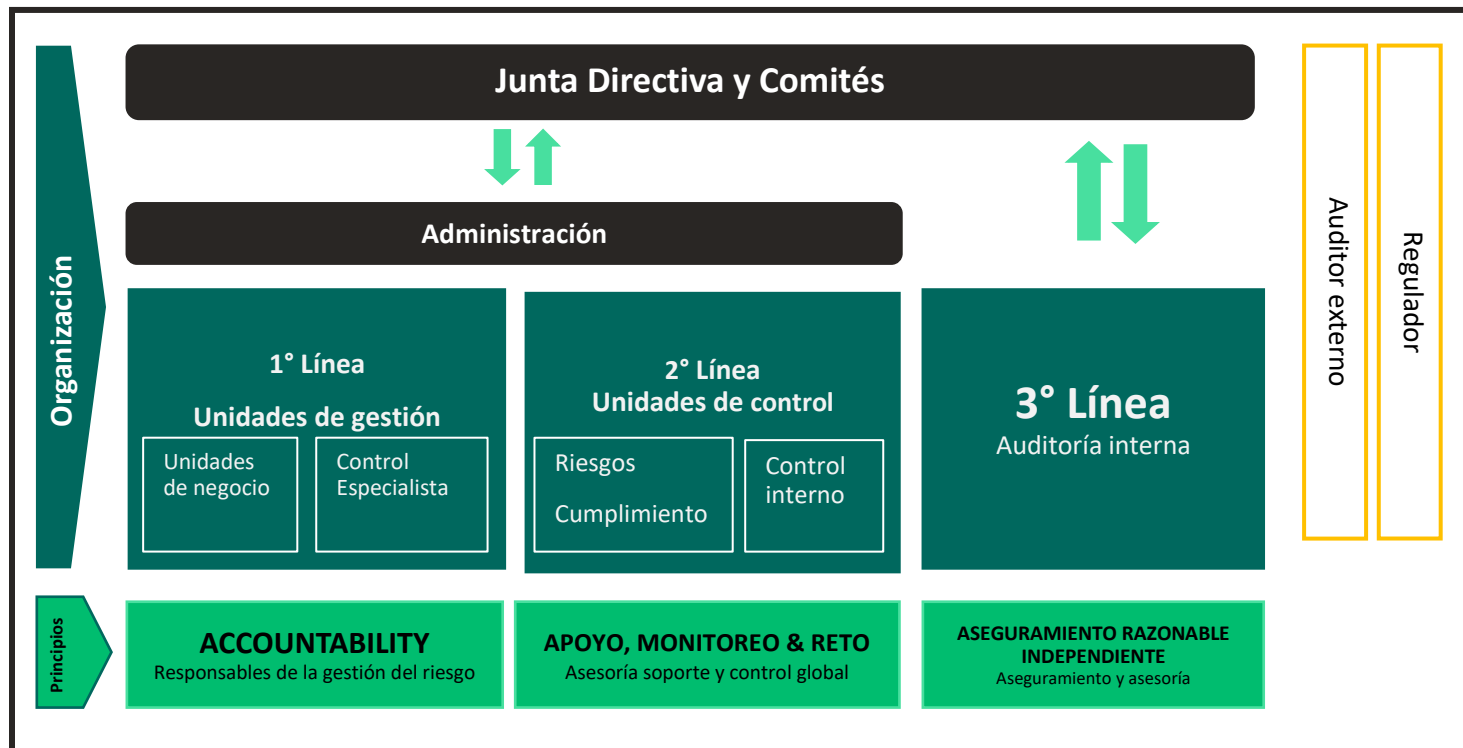 Junta Directiva y Comités
Organización
Administración
1° Línea
Unidades de gestión
Unidades
de negocio
Control
Especialista
2° Línea
Unidades de control
Riesgos
Cumplimiento
Control
interno
3° Línea
Auditoría interna
Auditor externo
Regulador
Principios
ACCOUNTABILITY
Responsables de la gestión del riesgo
APOYO, MONITOREO & RETO
Asesoría soporte y control global
ASEGURAMIENTO RAZONABLE
INDEPENDIENTE
Aseguramiento y asesoría